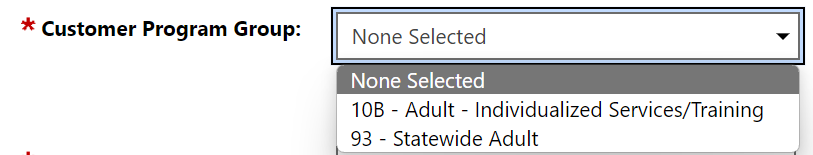 * Customer Program Group: None Selected
None Selected
10B - Adult - Individualized Services/Training
93 - Statewide Adult